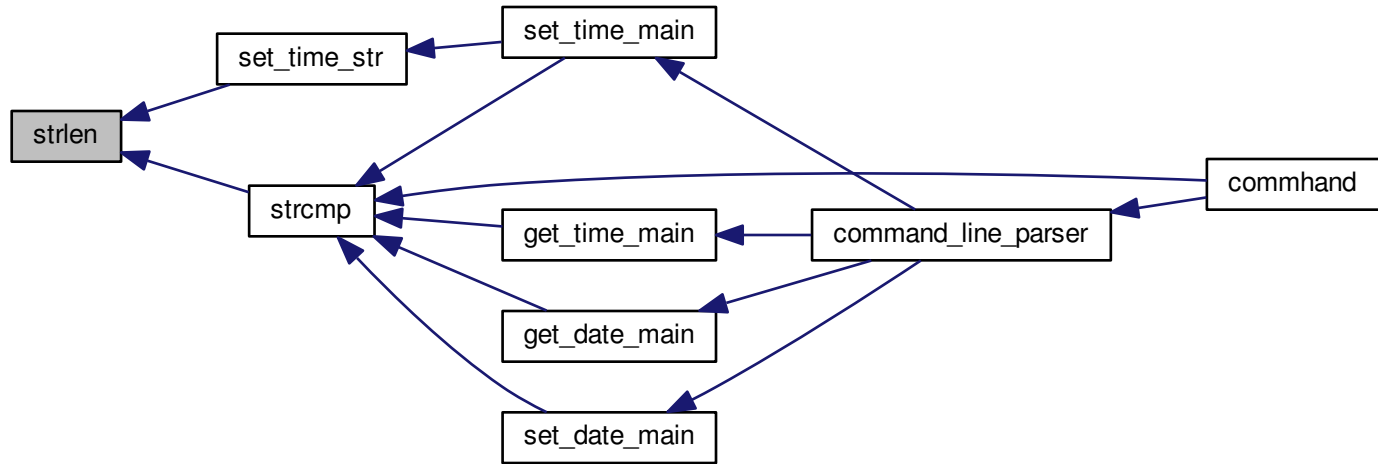 set_time_main
set_time_str
strlen
commhand
strcmp
get_time_main
command_line_parser
get_date_main
set_date_main